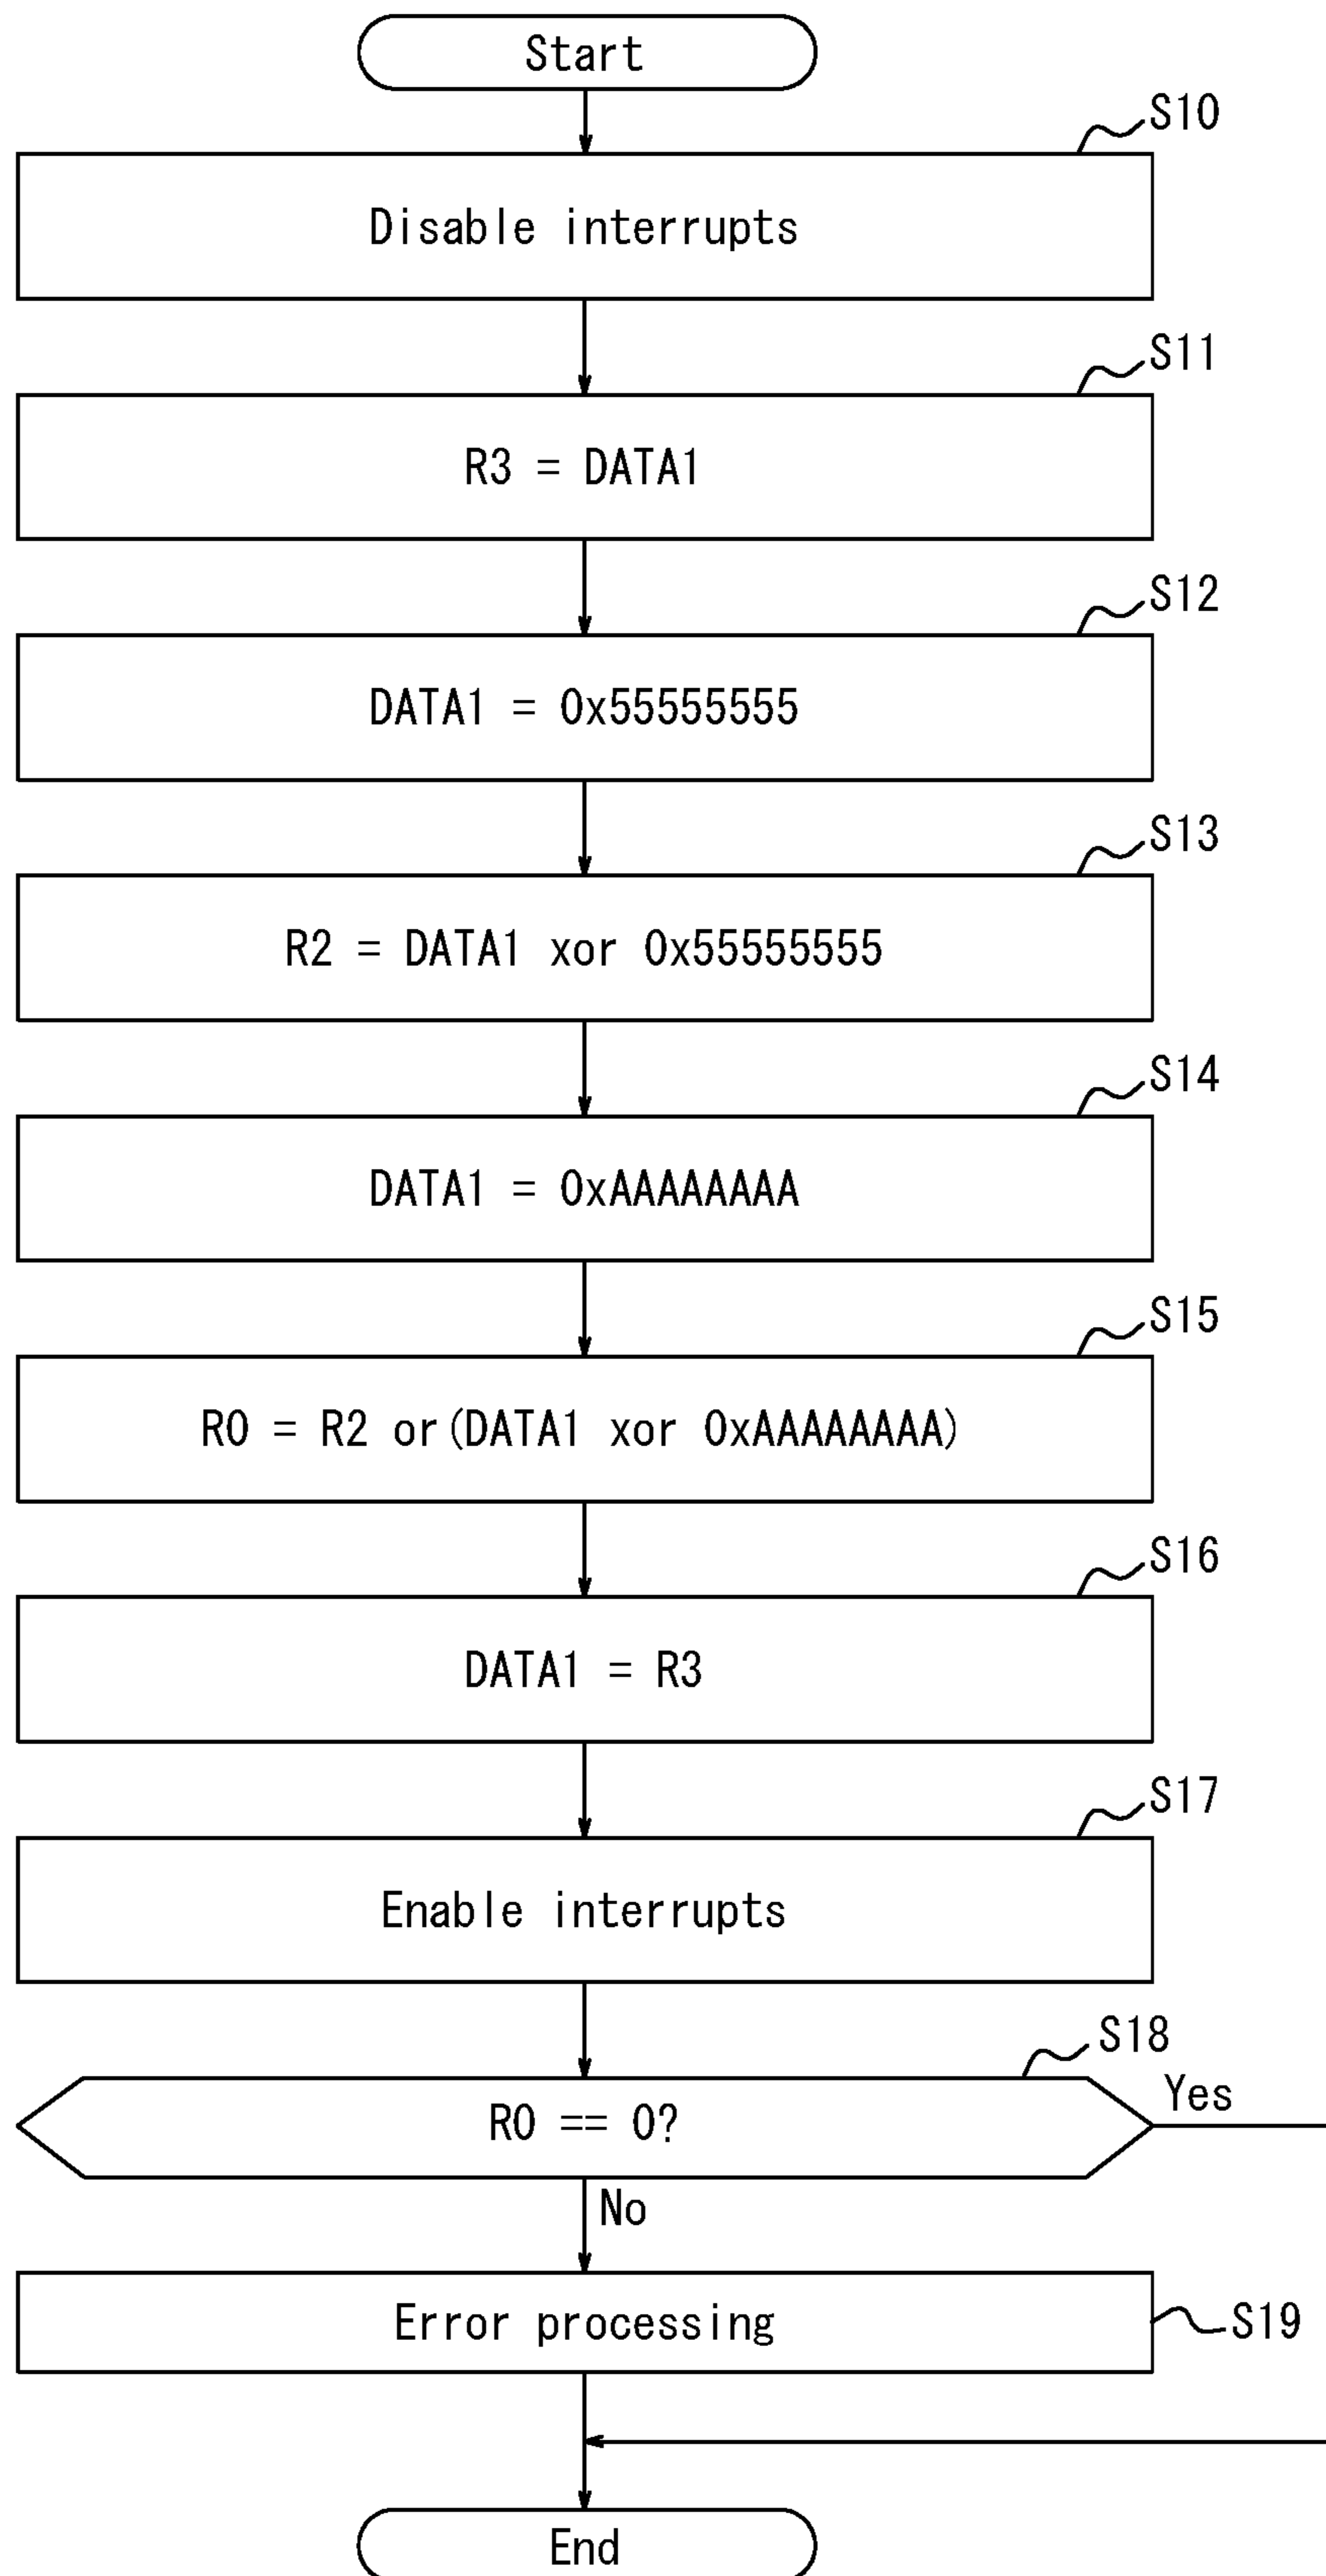 Start
S10
Disable interrupts
S11
R3 = DATA1
S12
DATA1 = 0x55555555
S13
R2 = DATA1 xor 0x55555555
S14
DATA1 = 0xAAAAAAAA
S15
R0 = R2 or(DATA1 xor 0xAAAAAAAA)
S16
DATA1 = R3
S17
Enable interrupts
S18
R0 == 0?
Yes
No
Error processing
S19
End